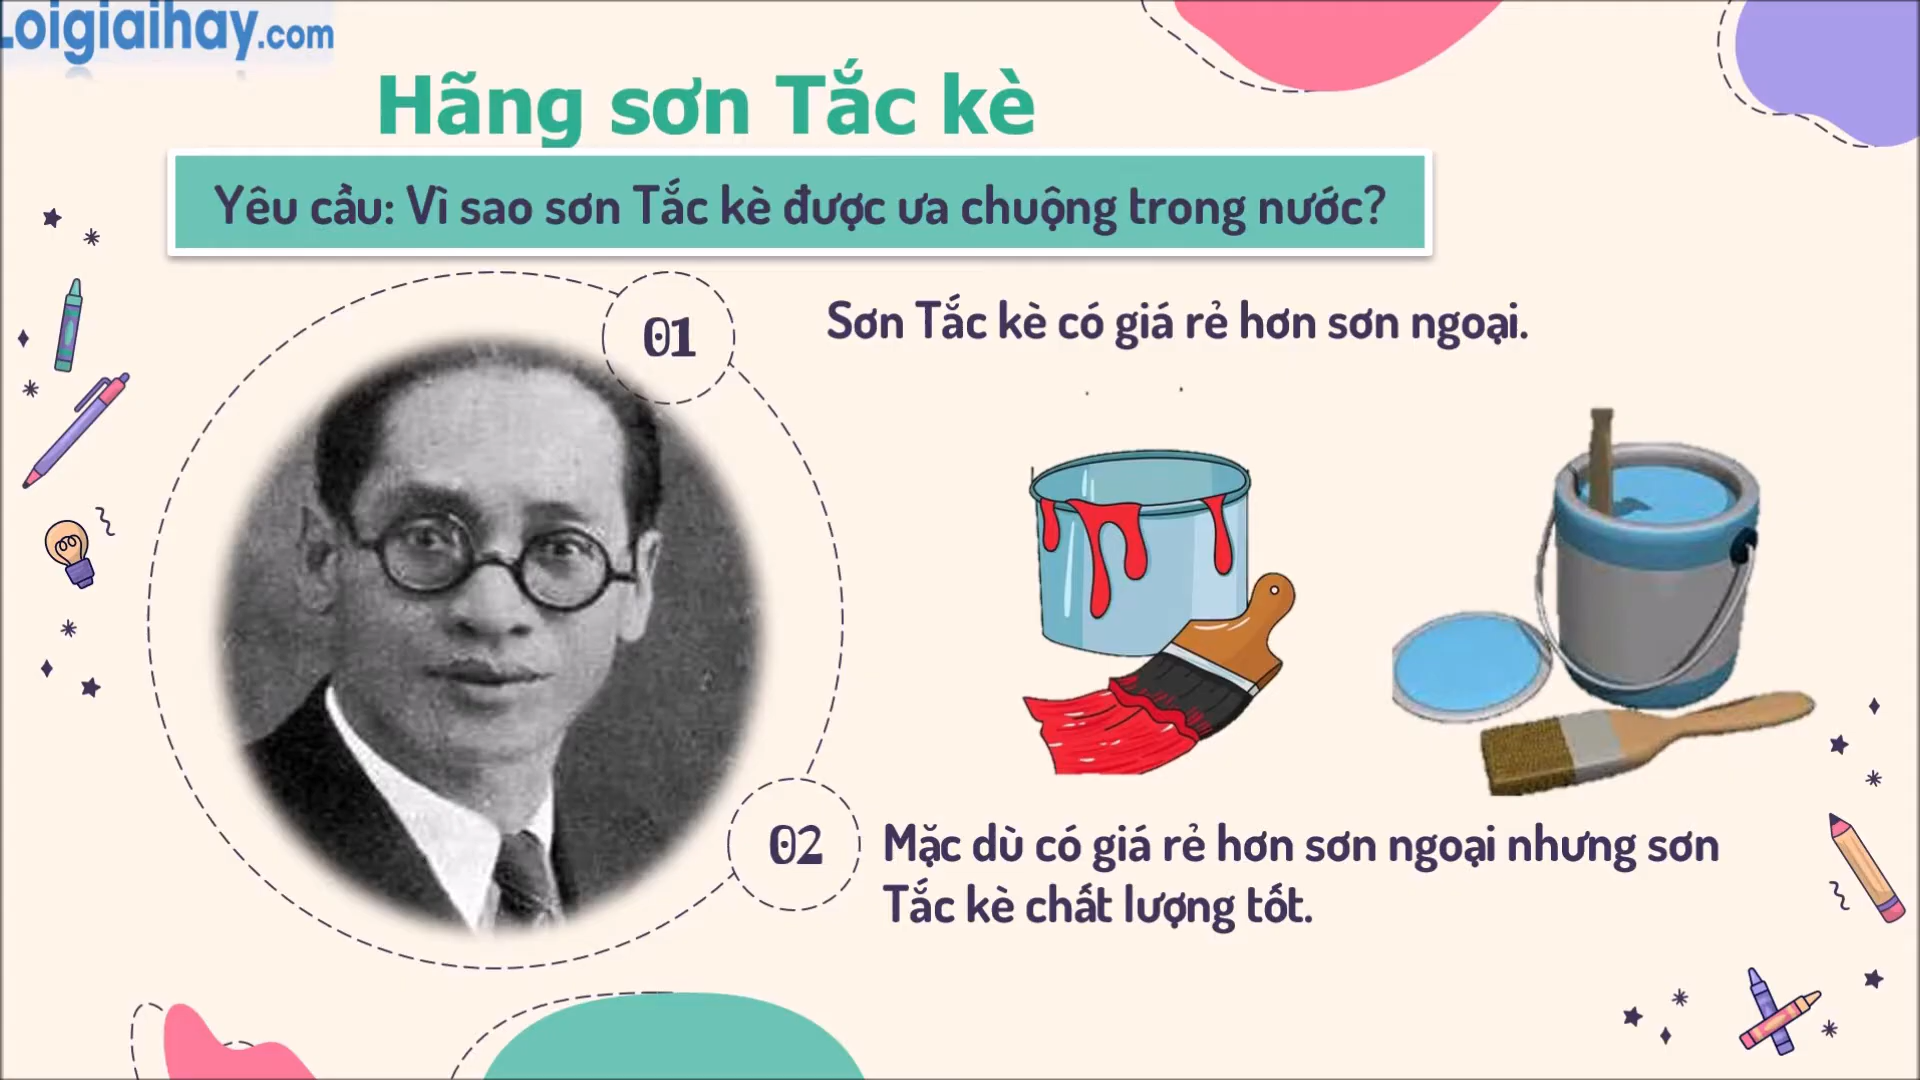 Loigiaihay.com
Hãng sơn Tắc kè
Yêu cầu: Vì sao sơn Tắc kè được ưa chuộng trong nước?
01
Sơn Tắc kè có giá rẻ hơn sơn ngoại.
02
Mặc dù có giá rẻ hơn sơn ngoại nhưng sơn
Tắc kè chất lượng tốt.